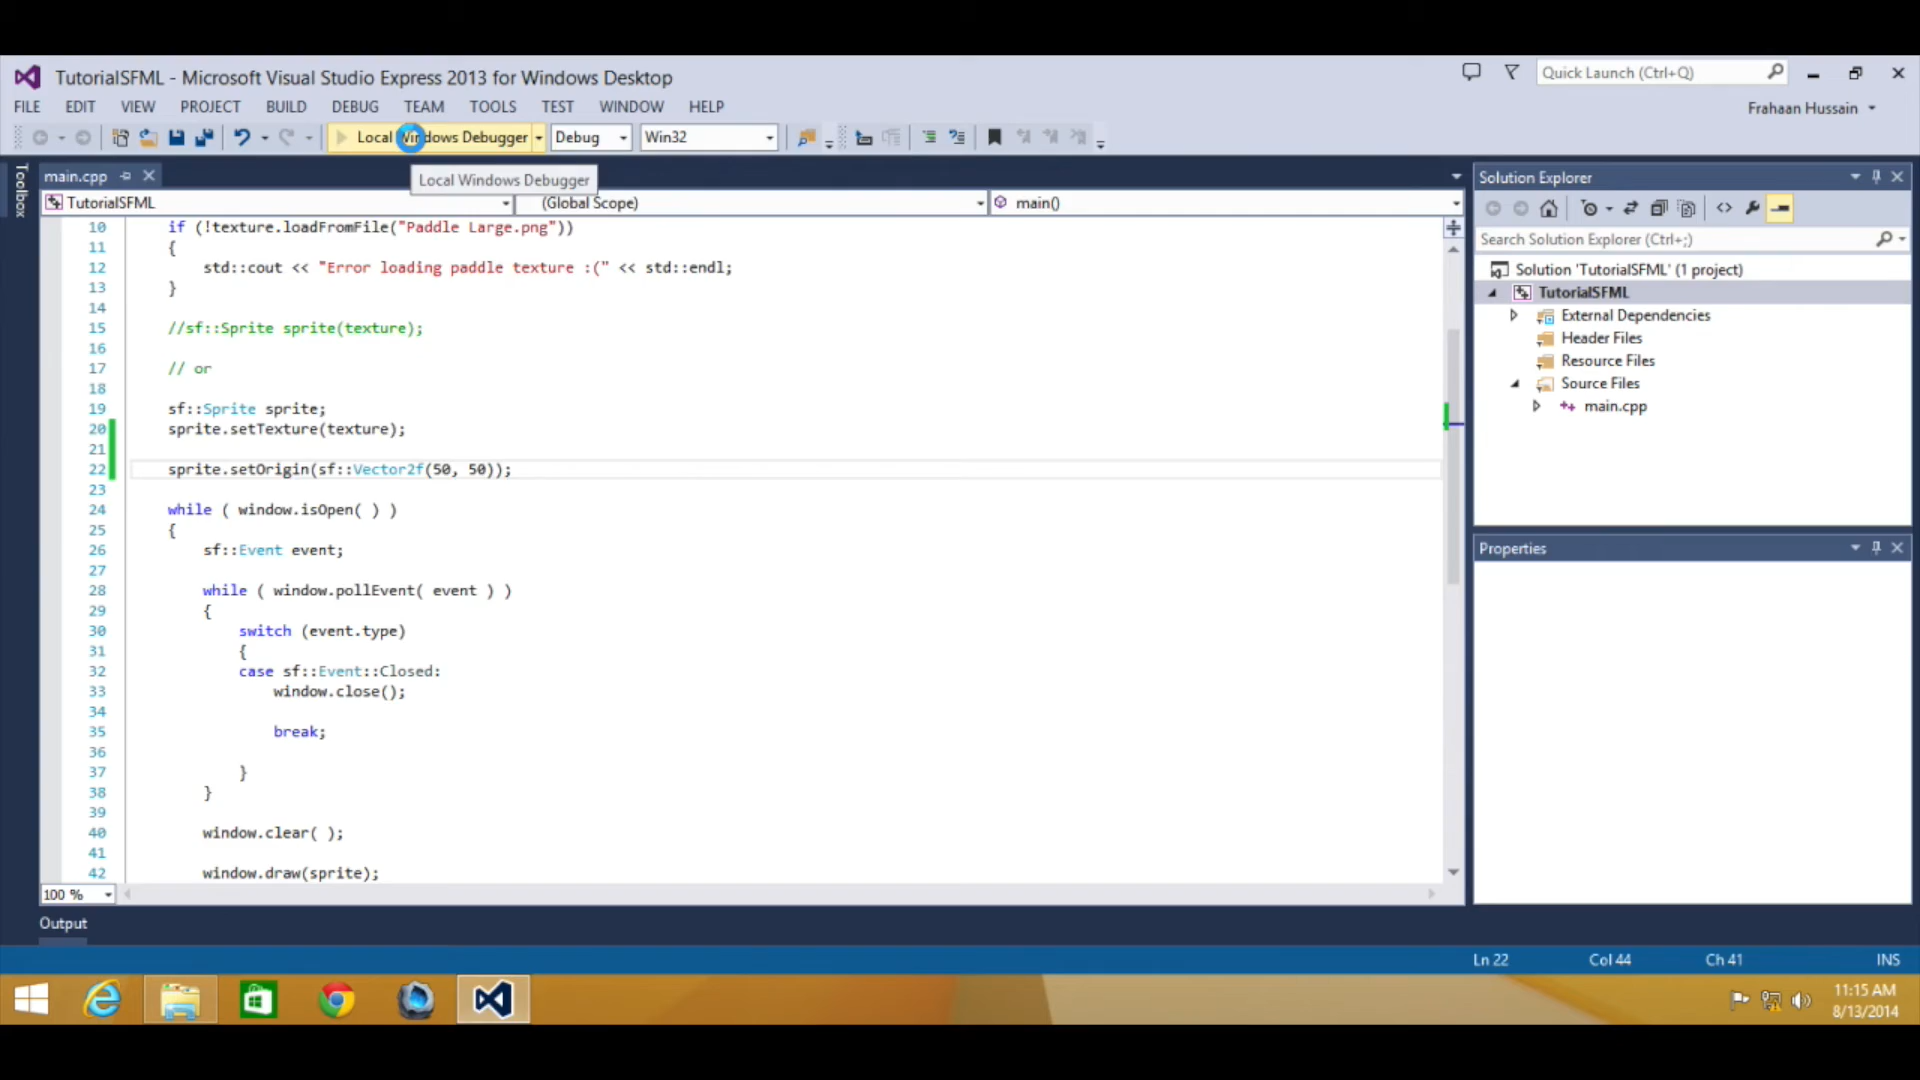 TutorialSFML - Microsoft Visual Studio Express 2013 for Windows Desktop
Quick Launch (Ctrl+Q)
FILE EDIT VIEW PROJECT BUILD DEBUG TEAM TOOLS TEST WINDOW HELP
Frahaan Hussain
Local Windows Debugger Debug Win32
Toolbox
main.cpp
Local Windows Debugger
TutorialSFML (Global Scope) main()
10 if (!texture.loadFromFile("Paddle Large.png"))
11 {
12 std::cout << "Error loading paddle texture :(" << std::endl;
13 }
14
15 //sf::Sprite sprite(texture);
16
17 // or
18
19 sf::Sprite sprite;
20 sprite.setTexture(texture);
21
22 sprite.setOrigin(sf::Vector2f(50, 50));
23
24 while ( window.isOpen( ) )
25 {
26 sf::Event event;
27
28 while ( window.pollEvent( event ) )
29 {
30 switch (event.type)
31 {
32 case sf::Event::Closed:
33 window.close();
34
35 break;
36
37 }
38 }
39
40 window.clear( );
41
42 window.draw(sprite);
100 %
Output
Solution Explorer
Search Solution Explorer (Ctrl+;)
Solution 'TutorialSFML' (1 project)
TutorialSFML
External Dependencies
Header Files
Resource Files
Source Files
main.cpp
Properties
Ln 22 Col 44 Ch 41 INS
11:15 AM
8/13/2014